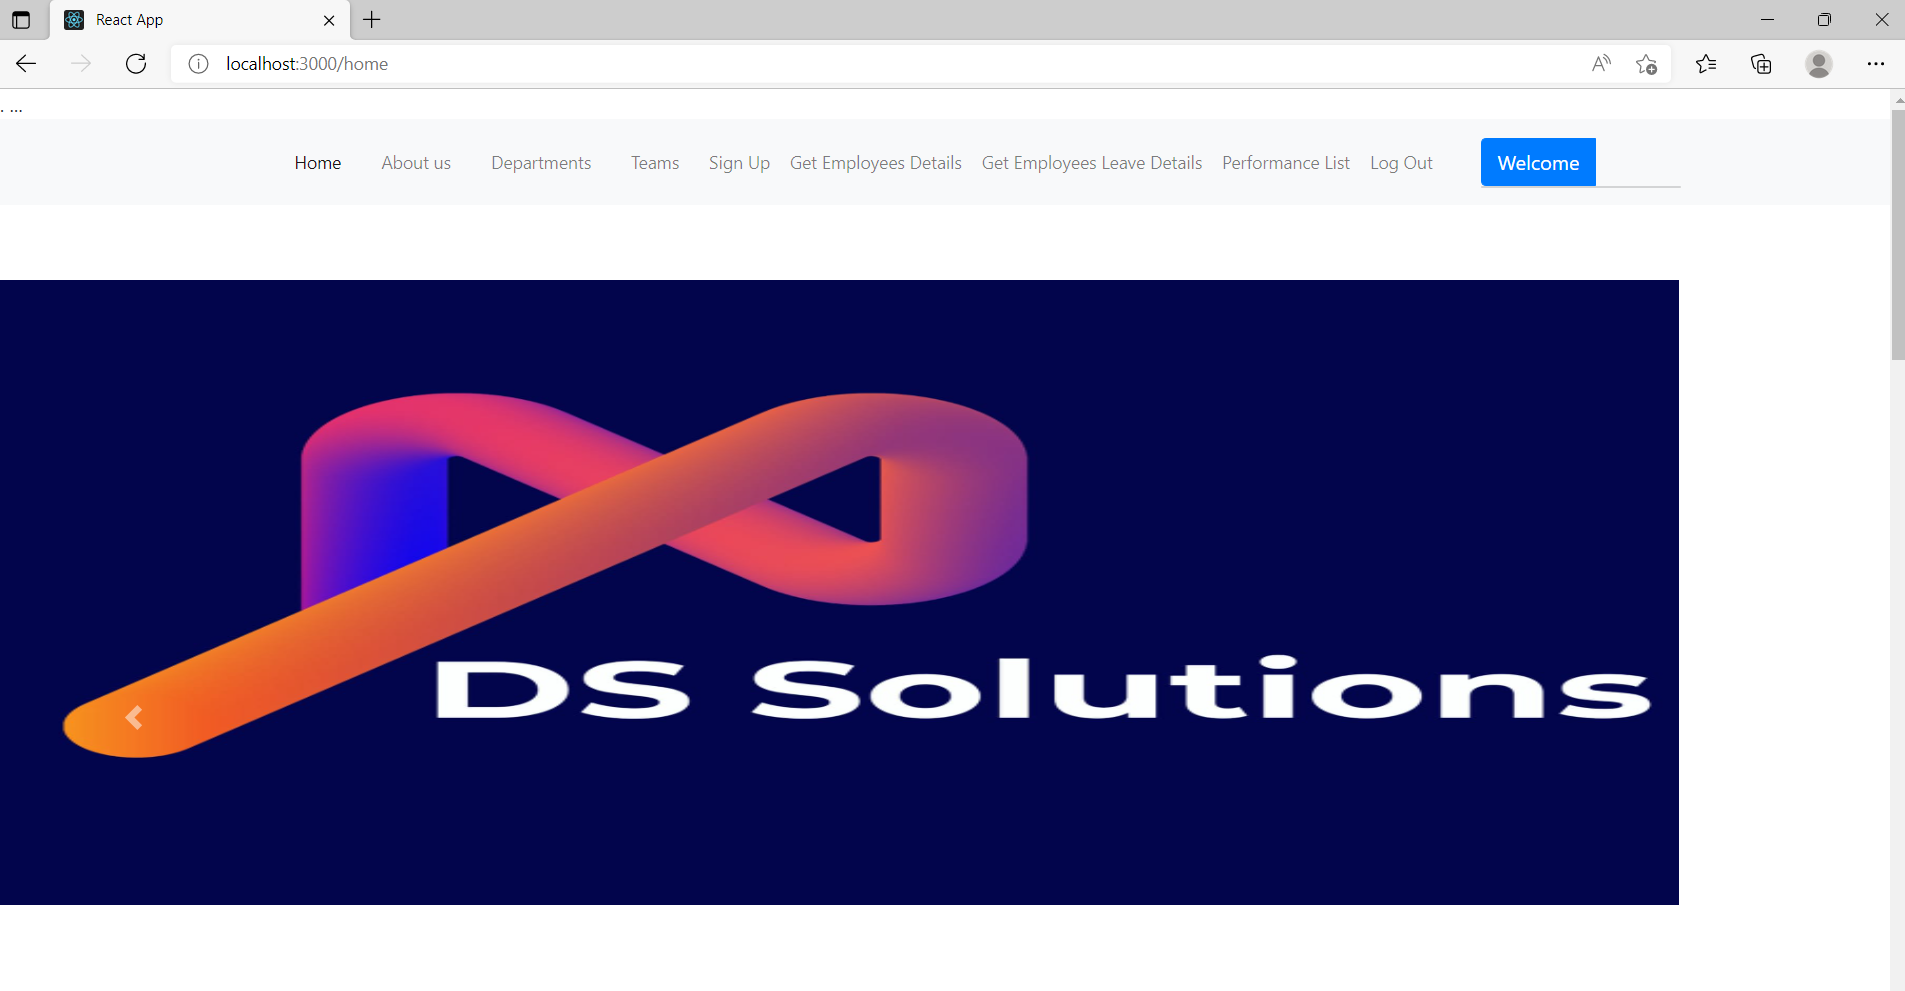 React App
localhost:3000/home
. ...
Home About us Departments Teams Sign Up Get Employees Details Get Employees Leave Details Performance List Log Out Welcome
DS Solutions